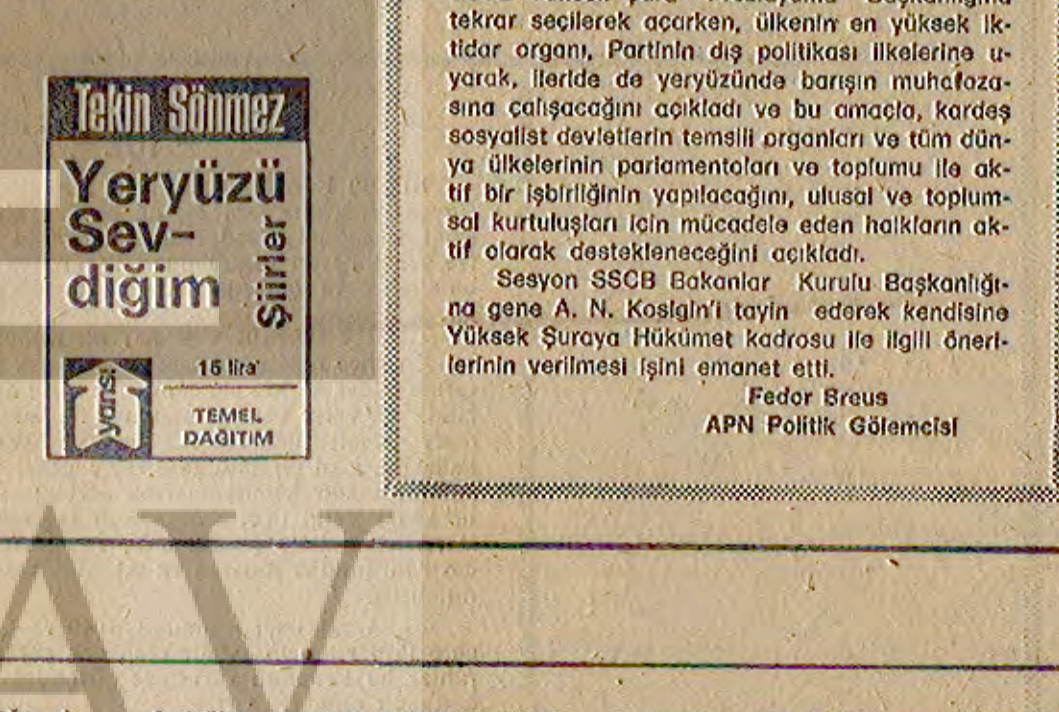 Tekin Sönmez
Yeryüzü
Sev-
diğim
Şiirler
yansı
15 lira
TEMEL
DAĞITIM
tekrar seçilerek açarken, ülkenin en yüksek ik-
tidar organı, Partinin dış politikası ilkelerine u-
yarak, ileride de yeryüzünde barışın muhafaza-
sına çalışacağını açıkladı ve bu amaçla, kardeş
sosyalist devletlerin temsili organları ve tüm dün-
ya ülkelerinin parlamentoları ve toplumu ile ak-
tif bir işbirliğinin yapılacağını, ulusal ve toplum-
sal kurtuluşları için mücadele eden halkların ak-
tif olarak destekleneceğini açıkladı.
Sesyon SSCB Bakanlar Kurulu Başkanlığı-
na gene A. N. Kosigin'i tayin ederek kendisine
Yüksek Şuraya Hükümet kadrosu ile ilgili öneri-
lerinin verilmesi işini emanet etti.
Fedor Breus
APN Politik Gölemcisi
AV